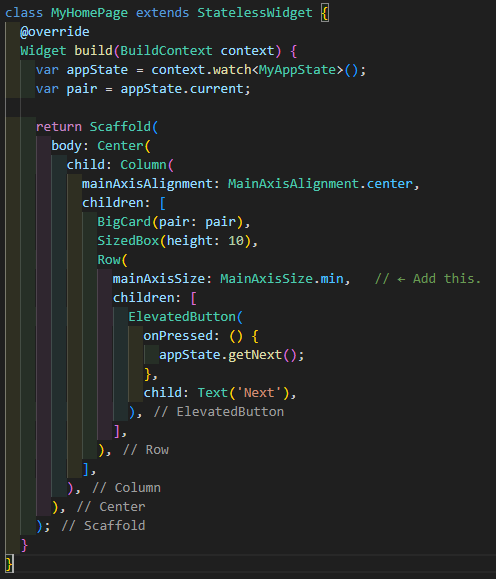 class MyHomePage extends StatelessWidget {
  @override
  Widget build(BuildContext context) {
    var appState = context.watch<MyAppState>();
    var pair = appState.current;

    return Scaffold(
      body: Center(
        child: Column(
          mainAxisAlignment: MainAxisAlignment.center,
          children: [
            BigCard(pair: pair),
            SizedBox(height: 10),
            Row(
              mainAxisSize: MainAxisSize.min,   // ← Add this.
              children: [
                ElevatedButton(
                  onPressed: () {
                    appState.getNext();
                  },
                  child: Text('Next'),
                ), // ElevatedButton
              ],
            ), // Row
          ],
        ), // Column
      ), // Center
    ); // Scaffold
  }
}